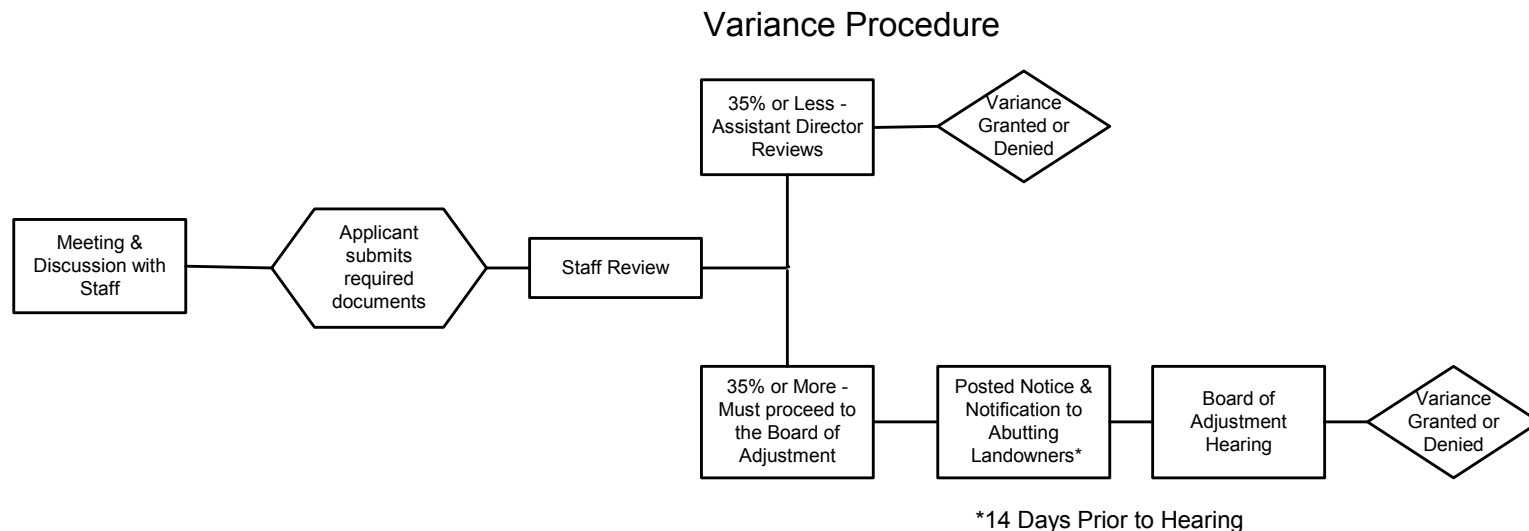 Variance Procedure
35% or Less -
Assistant Director
Reviews
Variance
Granted or
Denied
Meeting &
Discussion with
Staff
Applicant
submits
required
documents
Staff Review
35% or More -
Must proceed to
the Board of
Adjustment
Posted Notice &
Notification to
Abutting
Landowners*
Board of
Adjustment
Hearing
Variance
Granted or
Denied
*14 Days Prior to Hearing